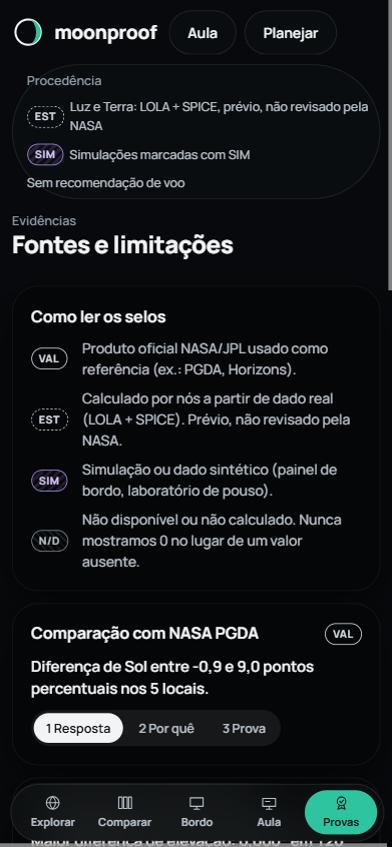 moonproof
Aula
Planejar
Procedência
EST
Luz e Terra: LOLA + SPICE, prévio, não revisado pela
NASA
SIM
Simulações marcadas com SIM
Sem recomendação de voo
Evidências
Fontes e limitações
Como ler os selos
VAL
Produto oficial NASA/JPL usado como
referência (ex.: PGDA, Horizons).
EST
Calculado por nós a partir de dado real
(LOLA + SPICE). Prévio, não revisado pela
NASA.
SIM
Simulação ou dado sintético (painel de
bordo, laboratório de pouso).
N/D
Não disponível ou não calculado. Nunca
mostramos 0 no lugar de um valor
ausente.
Comparação com NASA PGDA
VAL
Diferença de Sol entre -0,9 e 9,0 pontos
percentuais nos 5 locais.
1 Resposta
2 Por quê
3 Prova
Explorar
Comparar
Bordo
Aula
Provas